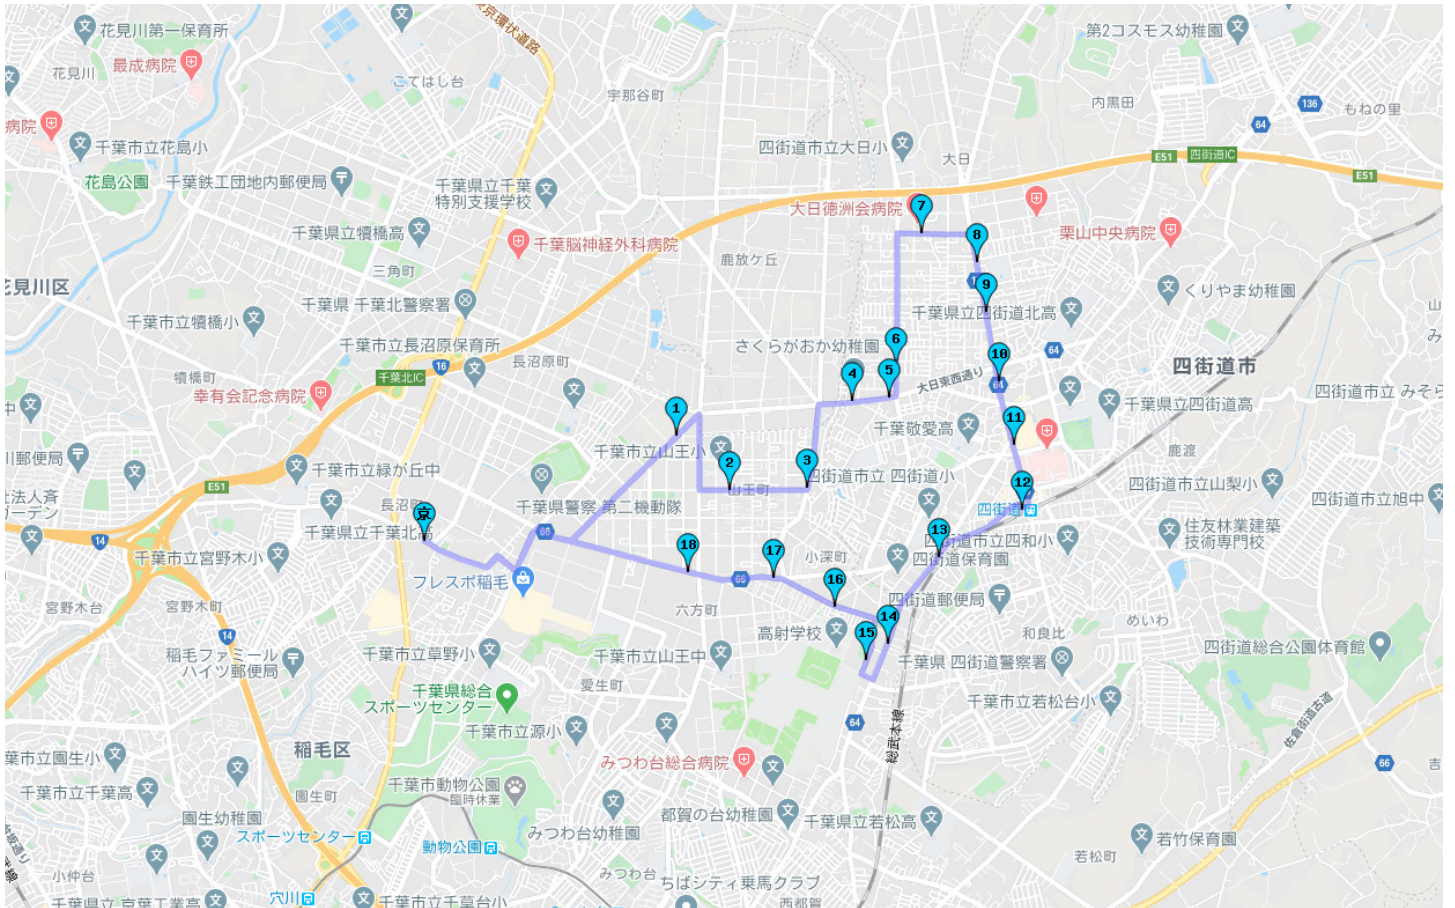 花見川第一保育所
東京環状道路
第2コスモス幼稚園
最成病院
花見川
こてはし台
宇那谷町
内黒田
136
もねの里
64
病院
千葉市立花島小
四街道市立大日小
大日
E51
四街道IC
花島公園
千葉鉄工団地内郵便局
千葉県立千葉
特別支援学校
E51
大日徳洲会病院
7
千葉県立犢橋高
千葉脳神経外科病院
栗山中央病院
8
三角町
鹿放ケ丘
花見川区
9
くりやま幼稚園
千葉県 千葉北警察署
千葉県立四街道北高
千葉市立犢橋小
千葉市立長沼原保育所
さくらがおか幼稚園
6
64
長沼原町
16
10
四街道市
犢橋町
千葉北IC
4
5
大日東西通り
64
四街道市立 みそら
幸有会記念病院
千葉県立四街道高
1
11
千葉敬愛高
川郵便局
千葉市立山王小
鹿渡
千葉市立緑が丘中
2
3
四街道市立 四街道小
四街道市立山梨小
E51
山王町
12
四街道市立旭中
社法人斉
ガーデン
長沼町
千葉県警察 第二機動隊
四街道
京
千葉県立千葉北高
66
住友林業建築
技術専門校
14
13
四街道市立四和小
千葉市立宮野木小
18
17
小深町
四街道保育園
フレスポ稲毛
66
16
四街道郵便局
宮野木台
宮野木町
六方町
めいわ
14
高射学校
14
和良比
15
四街道総合公園体育館
稲毛ファミール
ハイツ郵便局
千葉市立草野小
千葉市立山王中
千葉県 四街道警察署
愛生町
千葉県総合
スポーツセンター
千葉市立若松台小
64
総武本線
佐倉街道古道
千葉市立源小
稲毛区
千葉市立園生小
みつわ台総合病院
66
吉
千葉市立千葉高
千葉市動物公園
臨時休業
園生町
園生幼稚園
都賀の台幼稚園
千葉県立若松高
スポーツセンター
みつわ台幼稚園
若竹保育園
動物公園
若松町
小仲台
みつわ台
ちばシティ乗馬クラブ
穴川
千葉県立 京葉工業高
千葉市立千草台小
西都賀